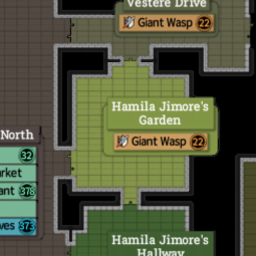 Vestere Drive
Giant Wasp 22
Hamila Jimore's
Garden
Giant Wasp 22
North
32
rket
ant 378
ves 373
Hamila Jimore's
Hallway